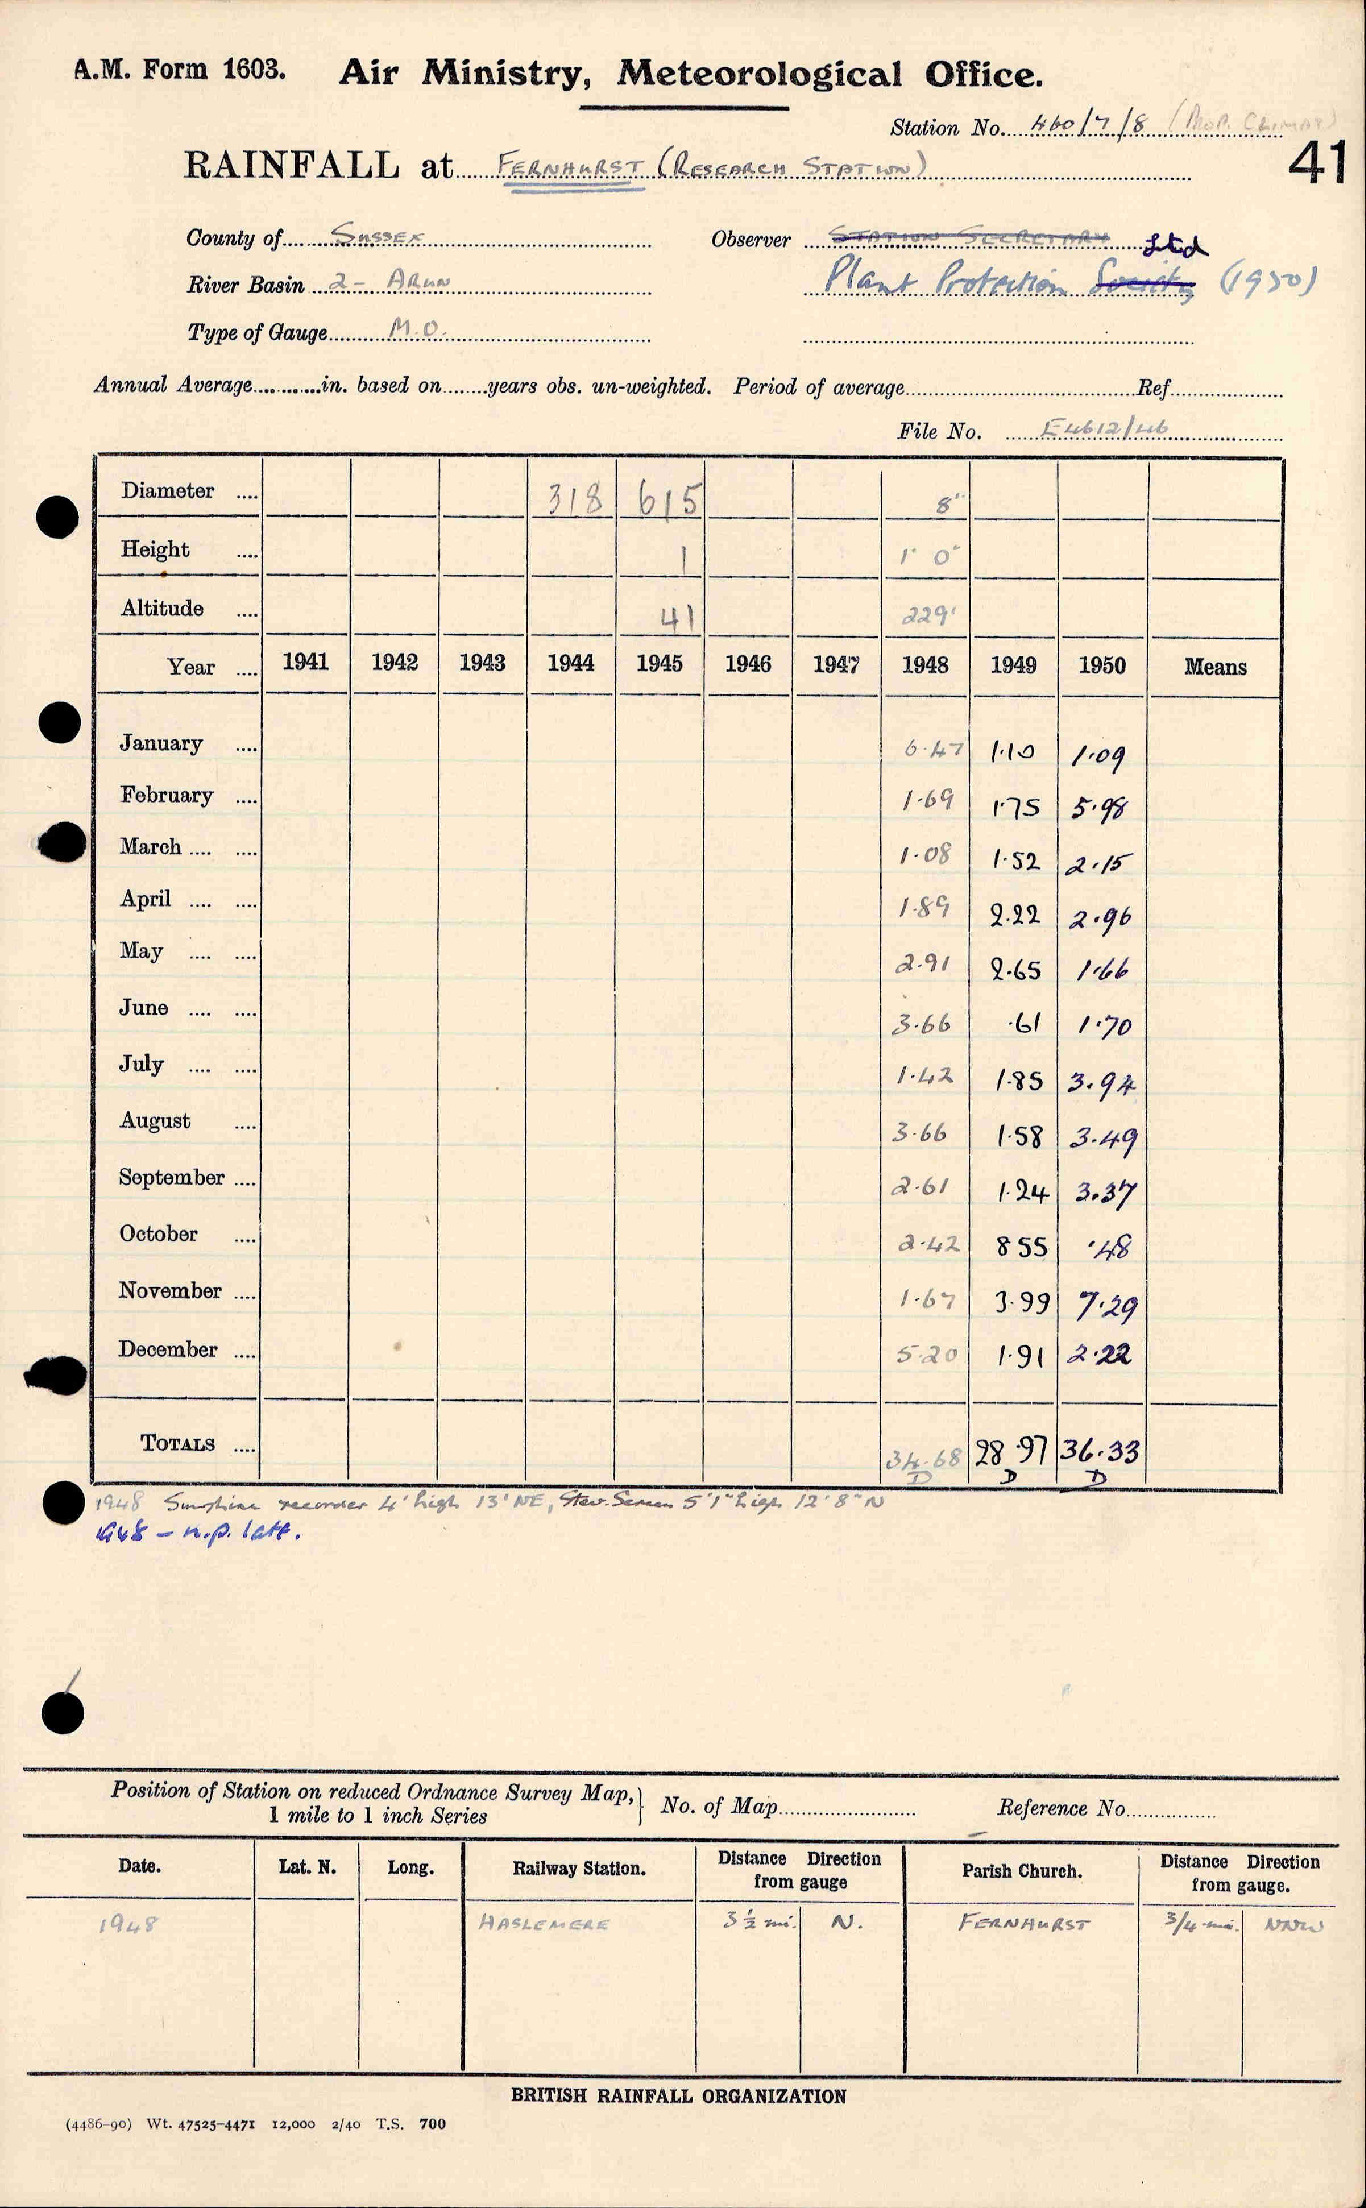 A.M. Form 1603. Air Ministry, Meteorological Office.
Station No. 460/7/8 (PROP. CLIMAT)
41
RAINFALL at FERNHURST (RESEARCH STATION)
County of SUSSEX Observer STATION SECRETARY Ltd
River Basin 2 - ARUN Plant Protection Society (1950)
Type of Gauge M.O.
Annual Average in. based on years obs. un-weighted. Period of average Ref
File No. E4612/46
Diameter .... 318 615 8"
Height .... 1 1' 0"
Altitude .... 41 229'
Year .... 1941 1942 1943 1944 1945 1946 1947 1948 1949 1950 Means
January .... 6.47 1.10 1.09
February .... 1.69 1.75 5.98
March .... .... 1.08 1.52 2.15
April .... .... 1.89 2.22 2.96
May .... .... 2.91 2.65 1.66
June .... .... 3.66 .61 1.70
July .... .... 1.42 1.85 3.94
August .... 3.66 1.58 3.49
September .... 2.61 1.24 3.37
October .... 2.42 8 55 .48
November .... 1.67 3.99 7.29
December .... 5.20 1.91 2.22
TOTALS .... 34.68 28.97 36.33
D D D
1948 Sunshine recorder 4' high 13' NE, Stev. Screen 5'1" high 12' 8" N
1948 - n.p. latt.
Position of Station on reduced Ordnance Survey Map, } No. of Map Reference No.
1 mile to 1 inch Series
Date. Lat. N. Long. Railway Station. Distance Direction from gauge Parish Church. Distance Direction from gauge.
1948 HASLEMERE 3½ mi. N. FERNHURST 3/4 mi. NNW
BRITISH RAINFALL ORGANIZATION
(4486-90) Wt. 47525-4471 12,000 2/40 T.S. 700